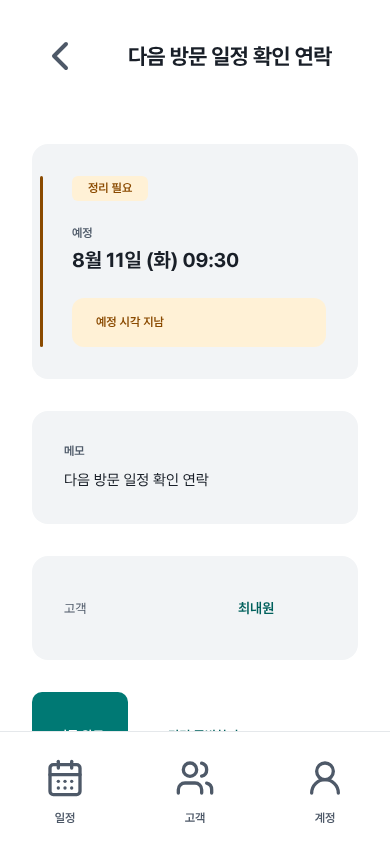 다음 방문 일정 확인 연락
정리 필요
예정
8월 11일 (화) 09:30
예정 시각 지남
메모
다음 방문 일정 확인 연락
고객
최내원
일정
고객
계정